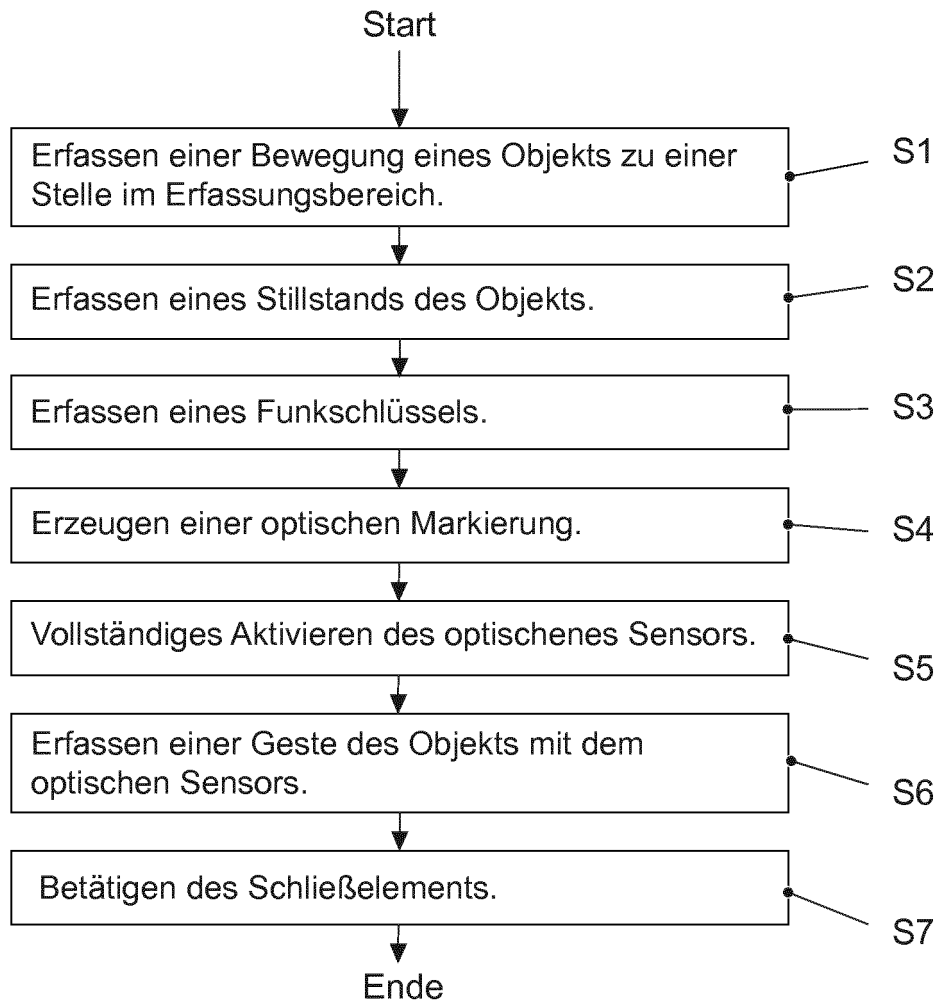 Start
Erfassen einer Bewegung eines Objekts zu einer
Stelle im Erfassungsbereich.
S1
Erfassen eines Stillstands des Objekts.
S2
Erfassen eines Funkschlüssels.
S3
Erzeugen einer optischen Markierung.
S4
Vollständiges Aktivieren des optischenes Sensors.
S5
Erfassen einer Geste des Objekts mit dem
optischen Sensors.
S6
Betätigen des Schließelements.
S7
Ende